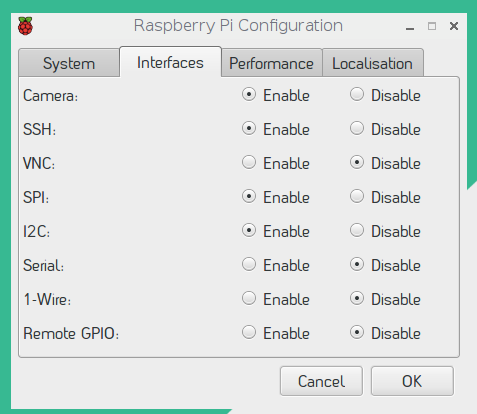 Raspberry Pi Configuration
System Interfaces Performance Localisation
Camera: Enable Disable
SSH: Enable Disable
VNC: Enable Disable
SPI: Enable Disable
I2C: Enable Disable
Serial: Enable Disable
1-Wire: Enable Disable
Remote GPIO: Enable Disable
Cancel OK